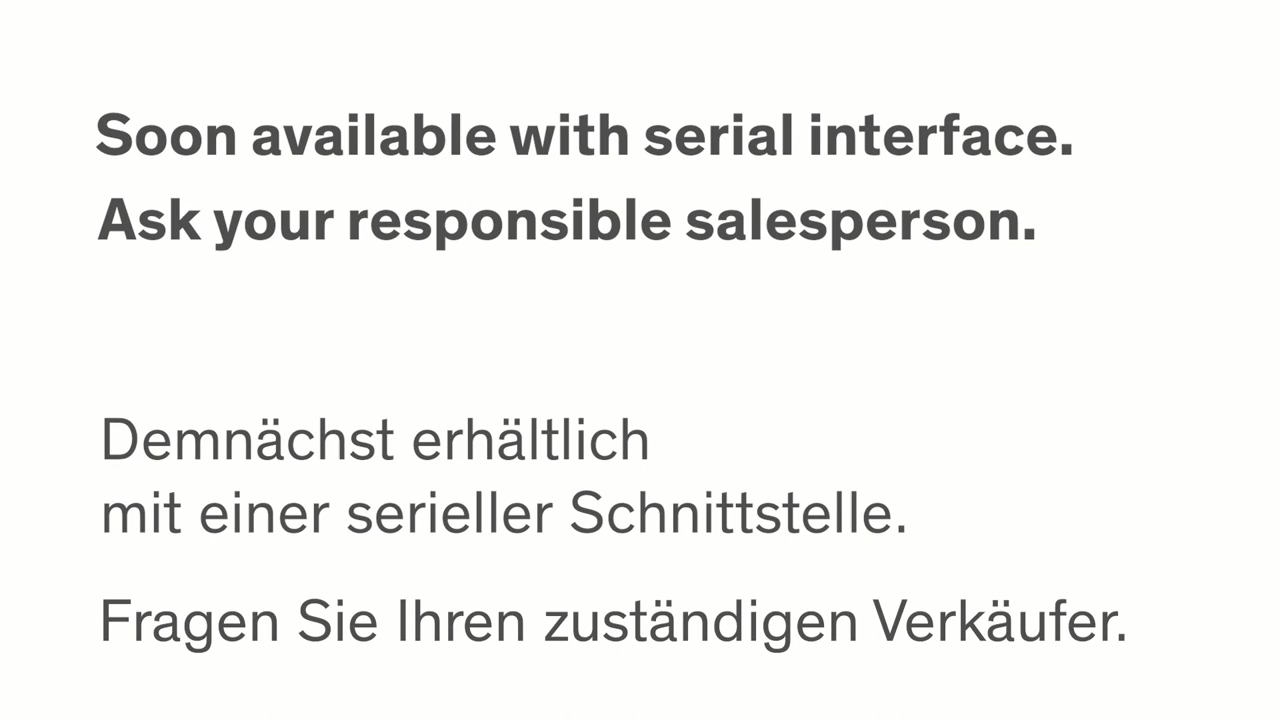 Soon available with serial interface.
Ask your responsible salesperson.
Demnächst erhältlich
mit einer serieller Schnittstelle.
Fragen Sie Ihren zuständigen Verkäufer.